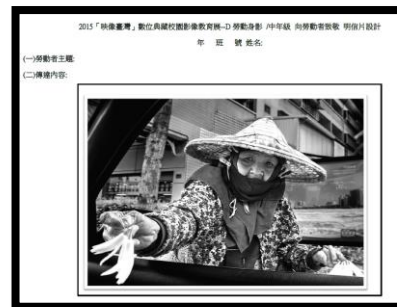 2015「映像臺灣」數位典藏校園影像教育展--D 勞動身影 /中年級 向勞動者致敬 明信片設計
年 班 號 姓名:
(一)勞動者主題:
(二)傳達內容: